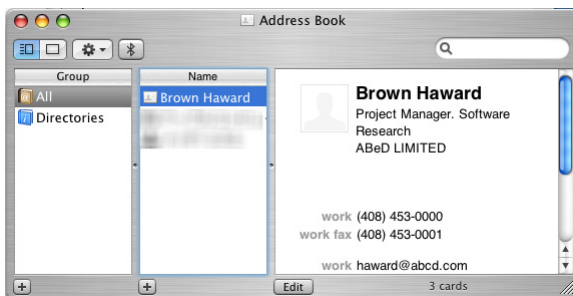 Address Book
Group
All
Directories
Name
Brown Haward
Brown Haward
Project Manager. Software
Research
ABeD LIMITED
work (408) 453-0000
work fax (408) 453-0001
work haward@abcd.com
Edit
3 cards